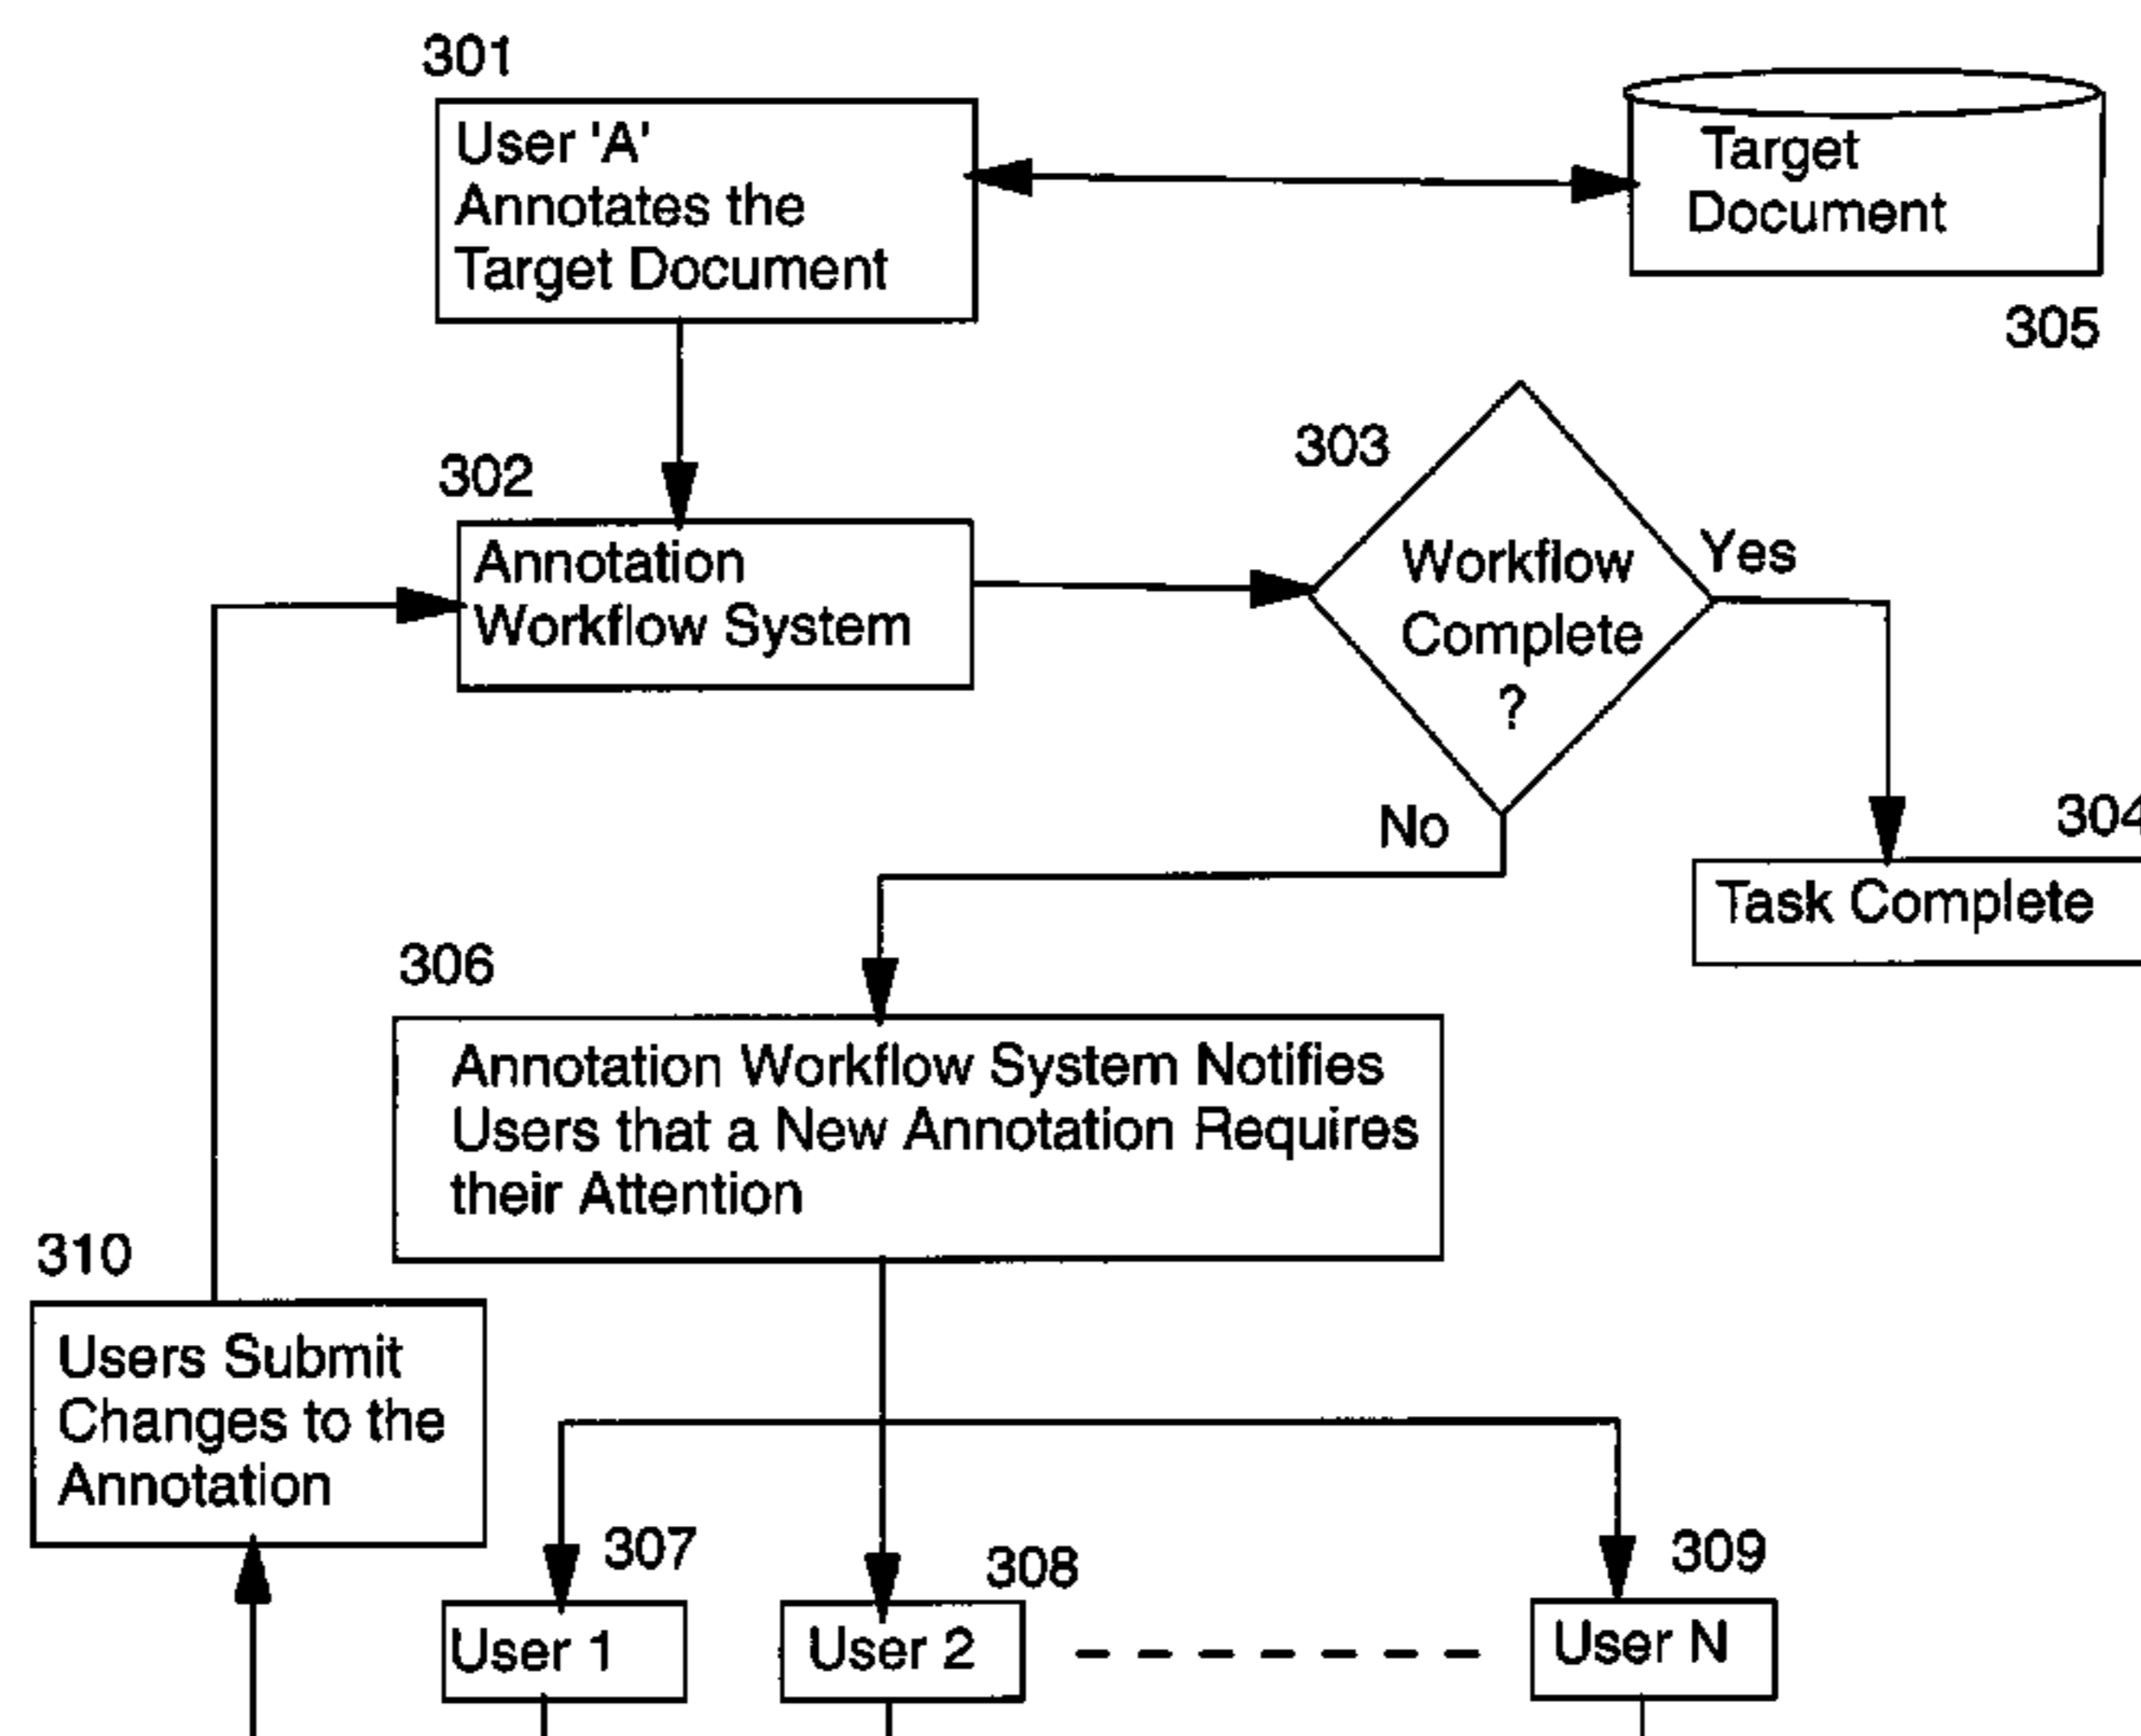 301
User 'A'
Annotates the
Target Document
Target
Document
305
302
Annotation
Workflow System
303
Workflow
Complete
?
Yes
No
304
Task Complete
306
Annotation Workflow System Notifies
Users that a New Annotation Requires
their Attention
310
Users Submit
Changes to the
Annotation
307
User 1
308
User 2
309
User N